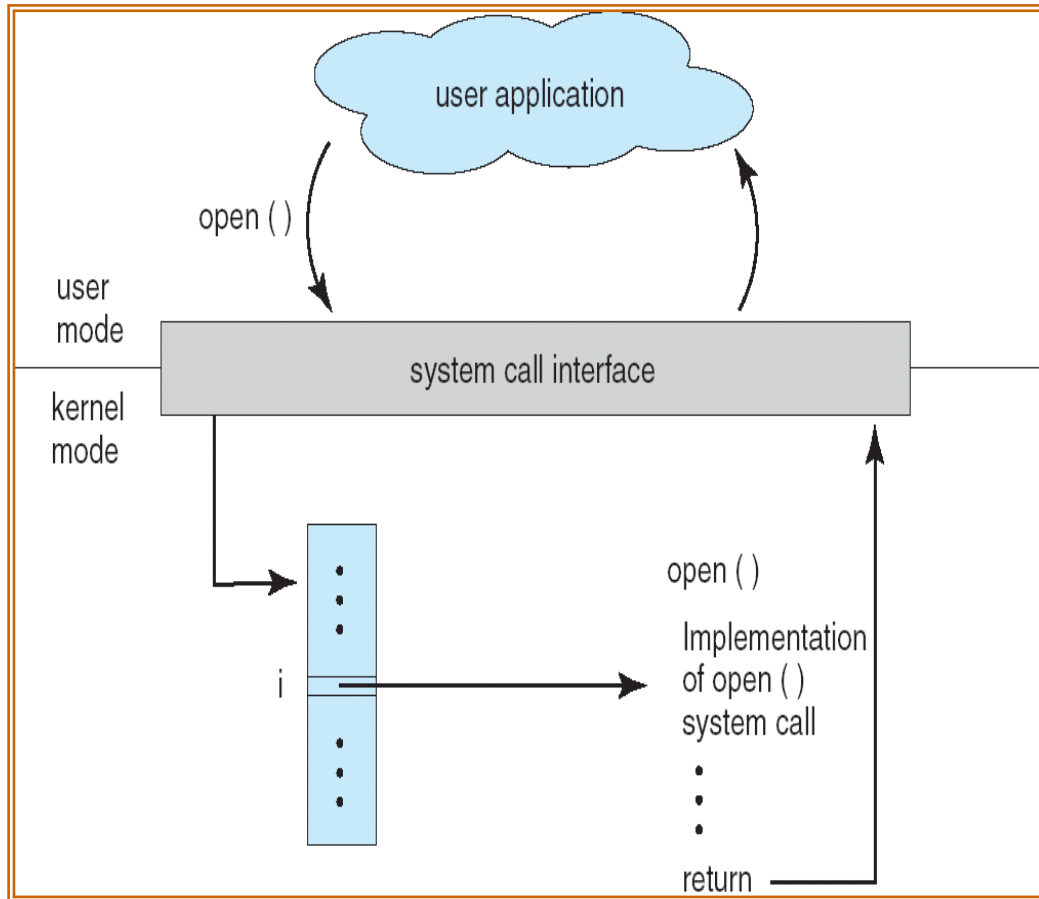 user application
open ( )
user
mode
system call interface
kernel
mode
open ( )
Implementation
of open ( )
system call
i
return